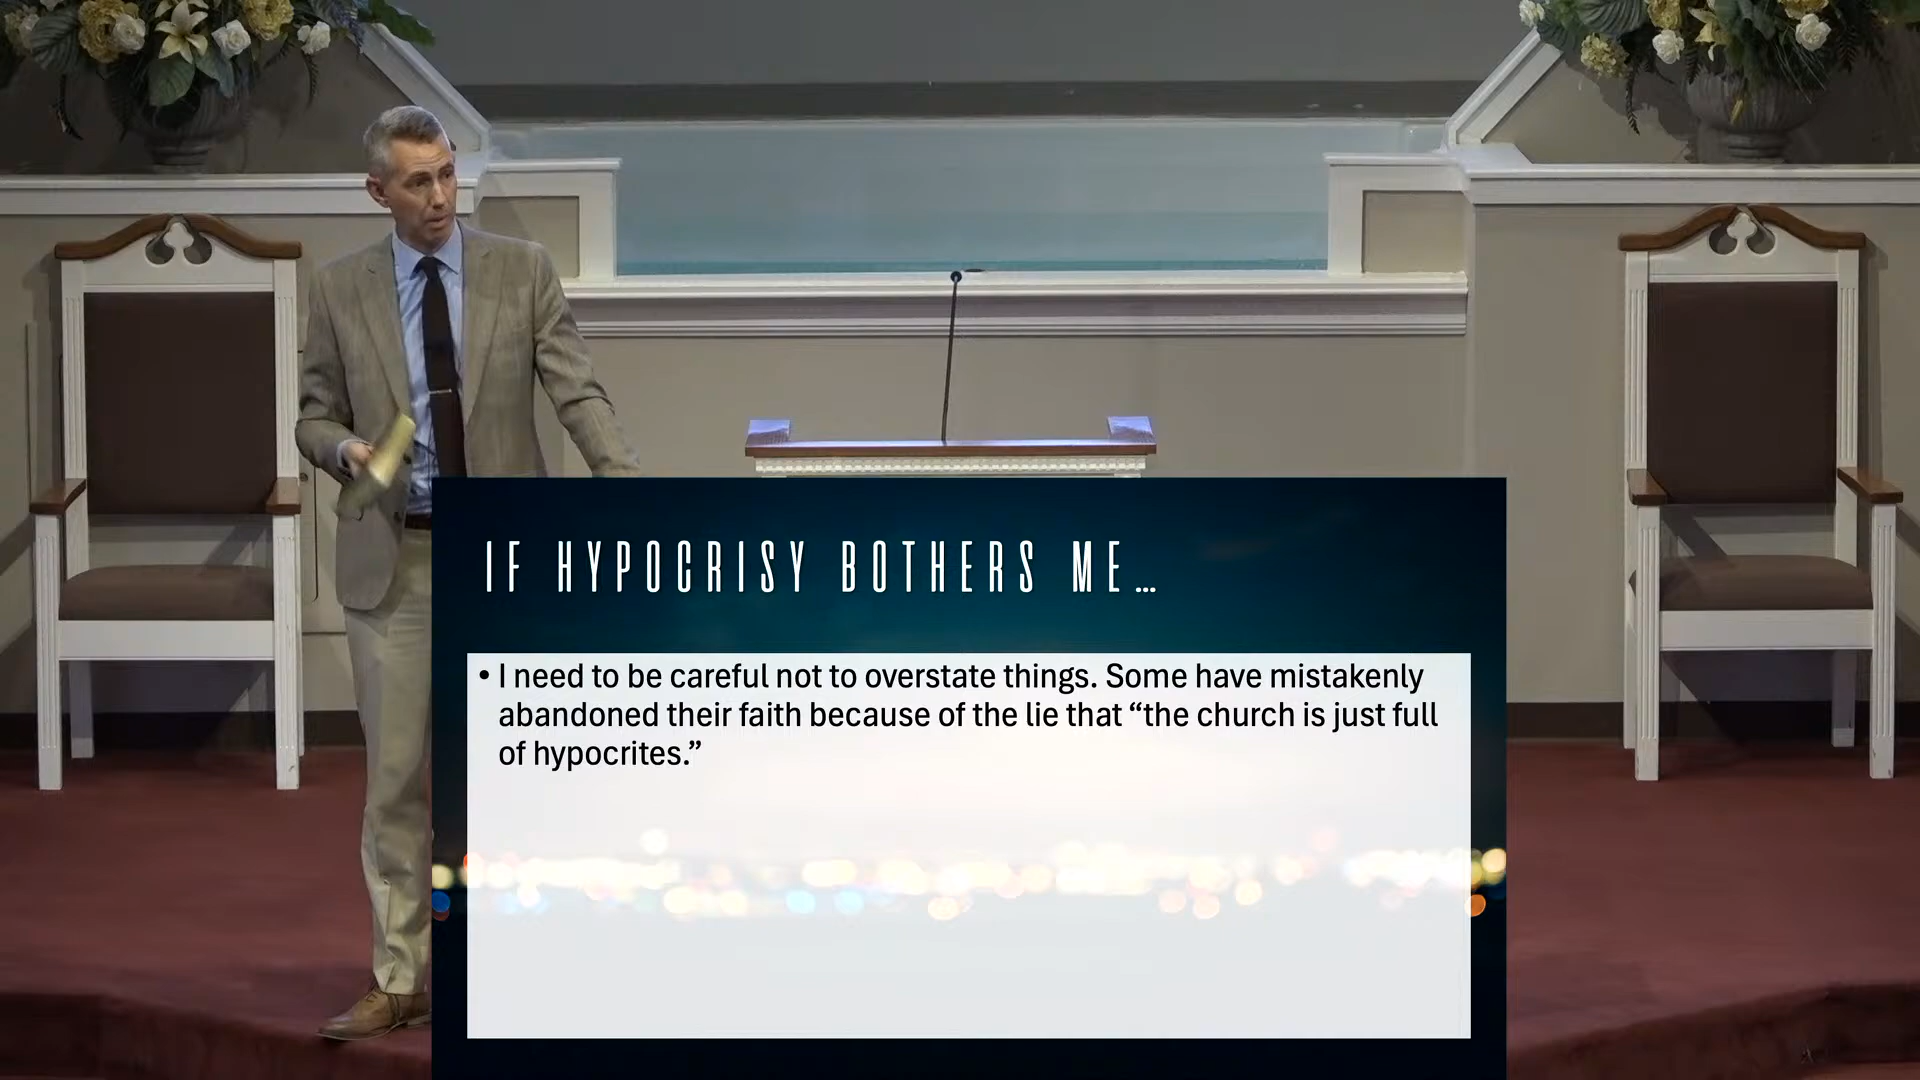 IF HYPOCRISY BOTHERS ME…
• I need to be careful not to overstate things. Some have mistakenly
abandoned their faith because of the lie that “the church is just full
of hypocrites.”